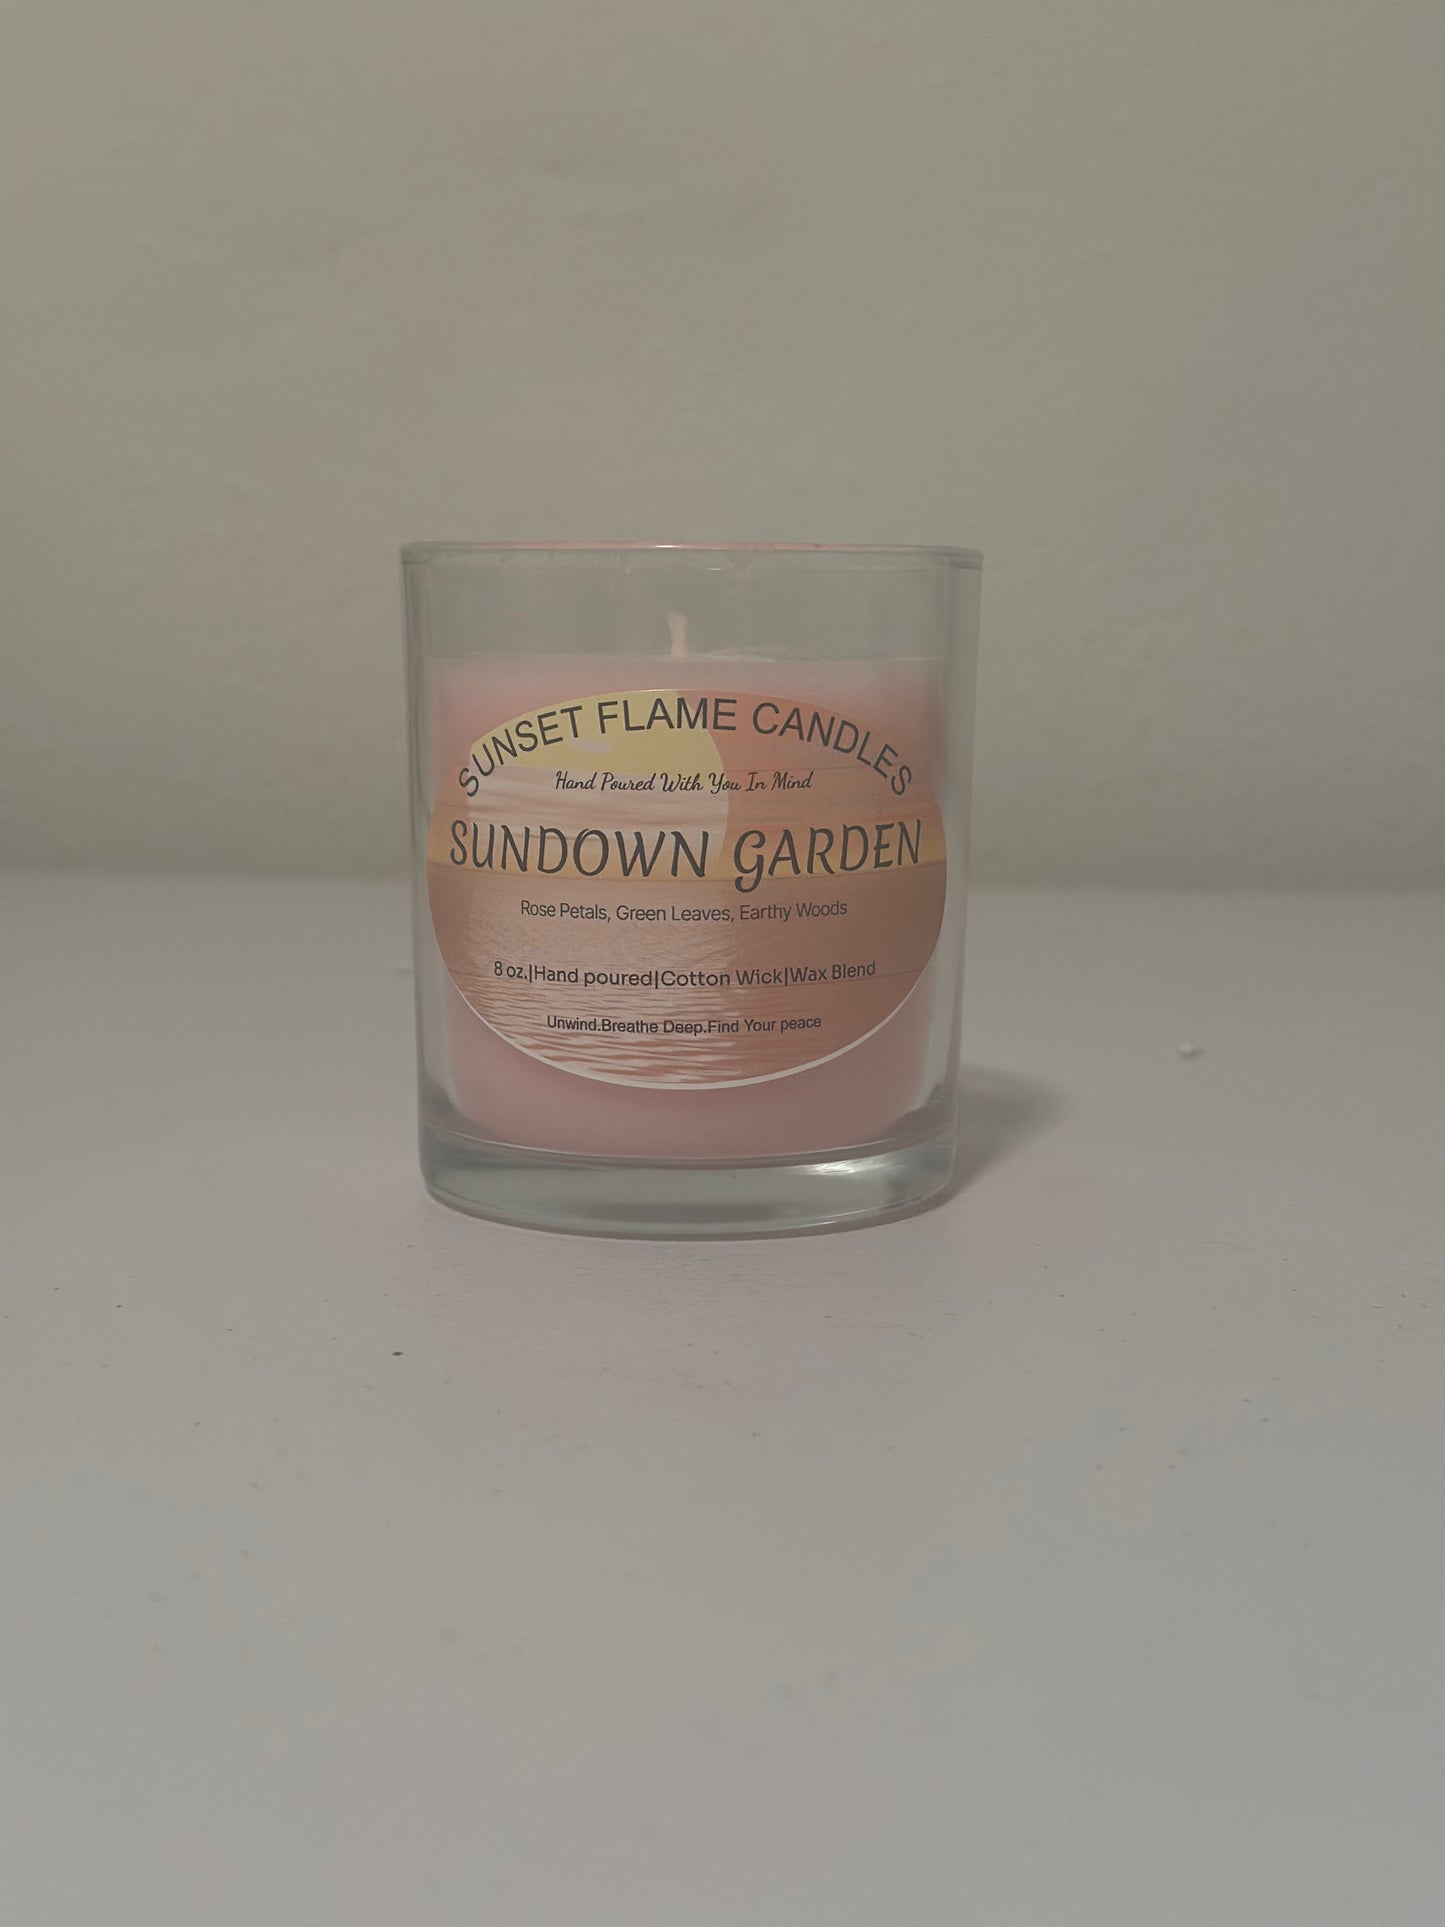 SUNSET FLAME CANDLES
Hand Poured With You In Mind
SUNDOWN GARDEN
Rose Petals, Green Leaves, Earthy Woods
8 oz.|Hand poured|Cotton Wick|Wax Blend
Unwind.Breathe Deep.Find Your peace